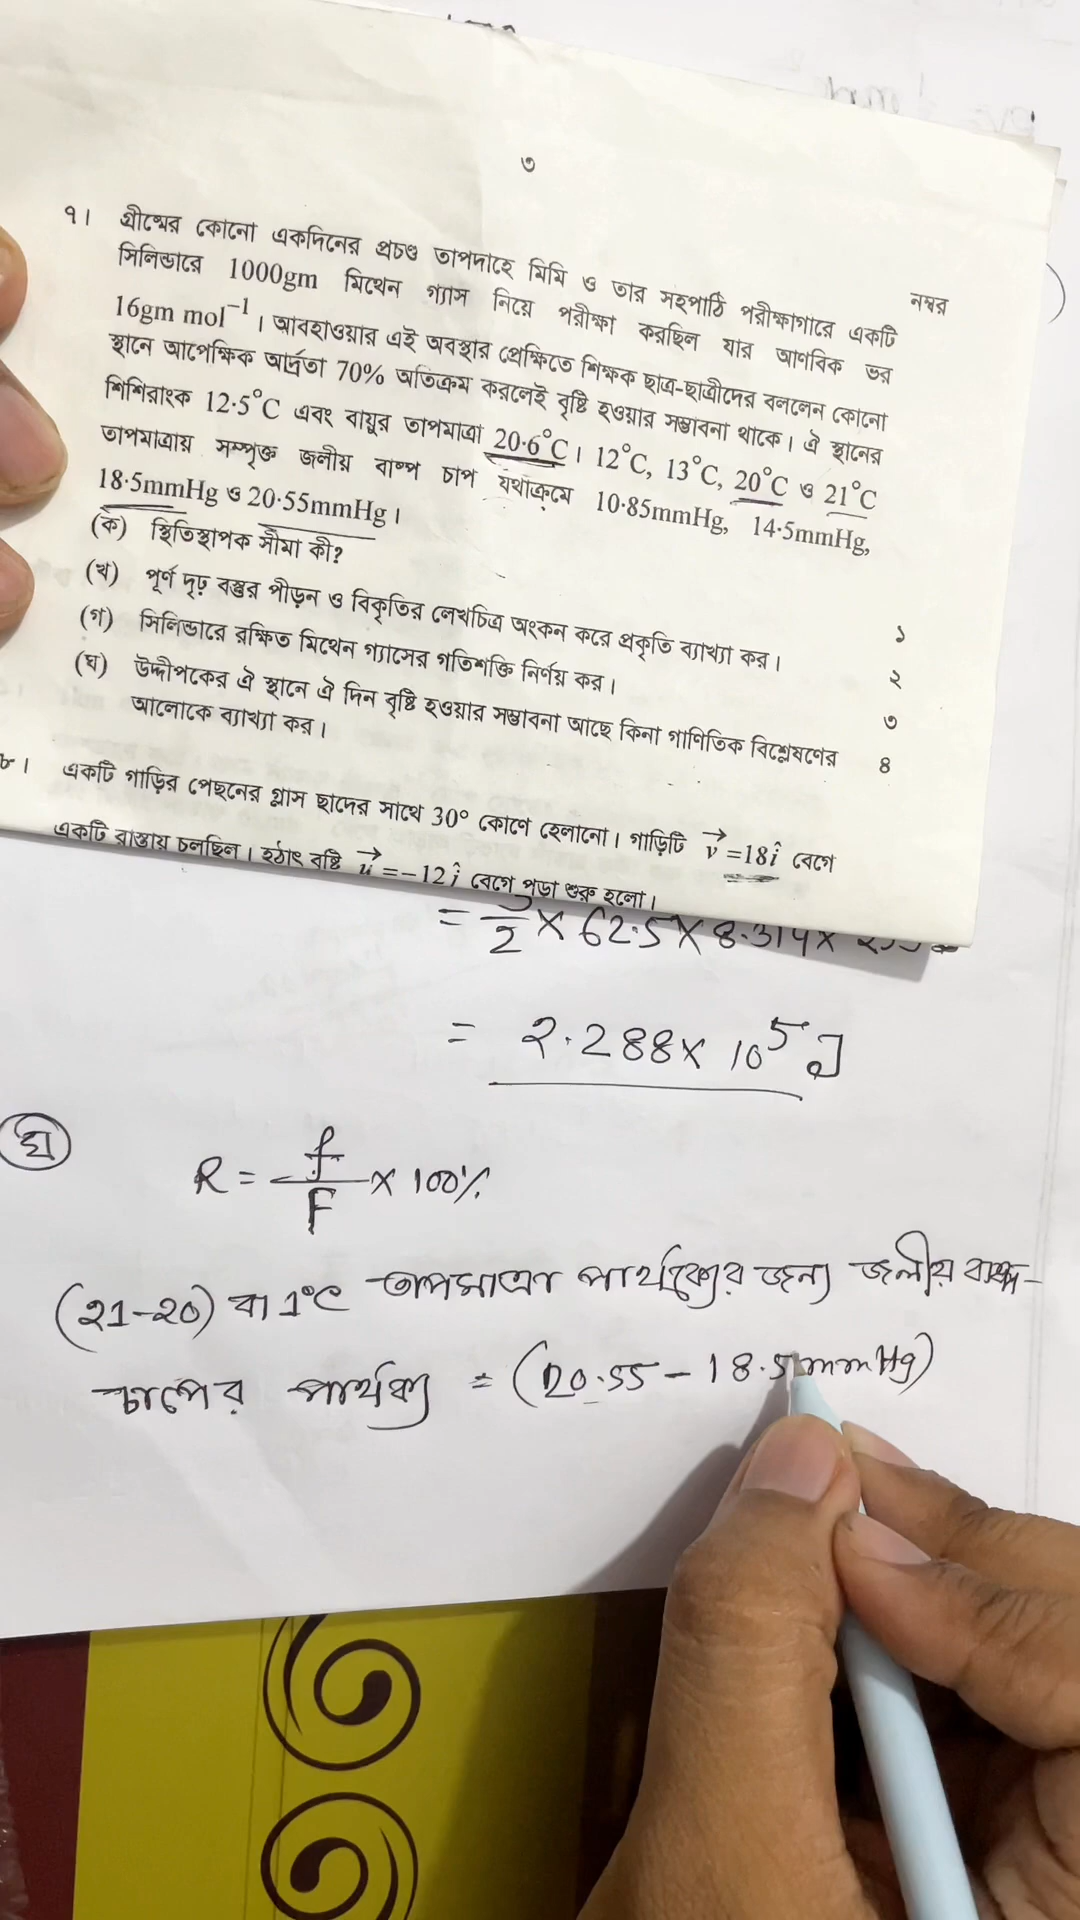 ৩
নম্বর
৭। গ্রীষ্মের কোনো একদিনের প্রচণ্ড তাপদাহে মিমি ও তার সহপাঠি পরীক্ষাগারে একটি
সিলিন্ডারে 1000gm মিথেন গ্যাস নিয়ে পরীক্ষা করছিল যার আণবিক ভর
16gm mol⁻¹। আবহাওয়ার এই অবস্থার প্রেক্ষিতে শিক্ষক ছাত্র-ছাত্রীদের বললেন কোনো
স্থানে আপেক্ষিক আর্দ্রতা 70% অতিক্রম করলেই বৃষ্টি হওয়ার সম্ভাবনা থাকে। ঐ স্থানের
শিশিরাংক 12·5°C এবং বায়ুর তাপমাত্রা 20·6°C। 12°C, 13°C, 20°C ও 21°C
তাপমাত্রায় সম্পৃক্ত জলীয় বাষ্প চাপ যথাক্রমে 10·85mmHg, 14·5mmHg,
18·5mmHg ও 20·55mmHg।
(ক) স্থিতিস্থাপক সীমা কী? ১
(খ) পূর্ণ দৃঢ় বস্তুর পীড়ন ও বিকৃতির লেখচিত্র অংকন করে প্রকৃতি ব্যাখ্যা কর। ২
(গ) সিলিন্ডারে রক্ষিত মিথেন গ্যাসের গতিশক্তি নির্ণয় কর। ৩
(ঘ) উদ্দীপকের ঐ স্থানে ঐ দিন বৃষ্টি হওয়ার সম্ভাবনা আছে কিনা গাণিতিক বিশ্লেষণের
আলোকে ব্যাখ্যা কর। ৪
৮। একটি গাড়ির পেছনের গ্লাস ছাদের সাথে 30° কোণে হেলানো। গাড়িটি v⃗ =18î বেগে
একটি রাস্তায় চলছিল। হঠাৎ বৃষ্টি u⃗ =−12ĵ বেগে পড়া শুরু হলো।
= /2 × 62.5 × 8.314 ×
= 2.288 × 10⁵ J
ঘ
R = f/F × 100%
(21-20) বা 1°C তাপমাত্রা পার্থক্যের জন্য জলীয় বাষ্প-
চাপের পার্থক্য = (20.55 - 18.5 mmHg)